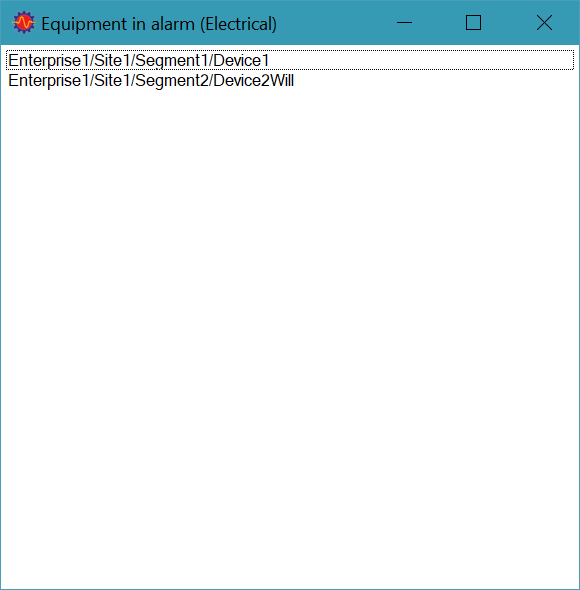 Equipment in alarm (Electrical)
Enterprise1/Site1/Segment1/Device1
Enterprise1/Site1/Segment2/Device2Will